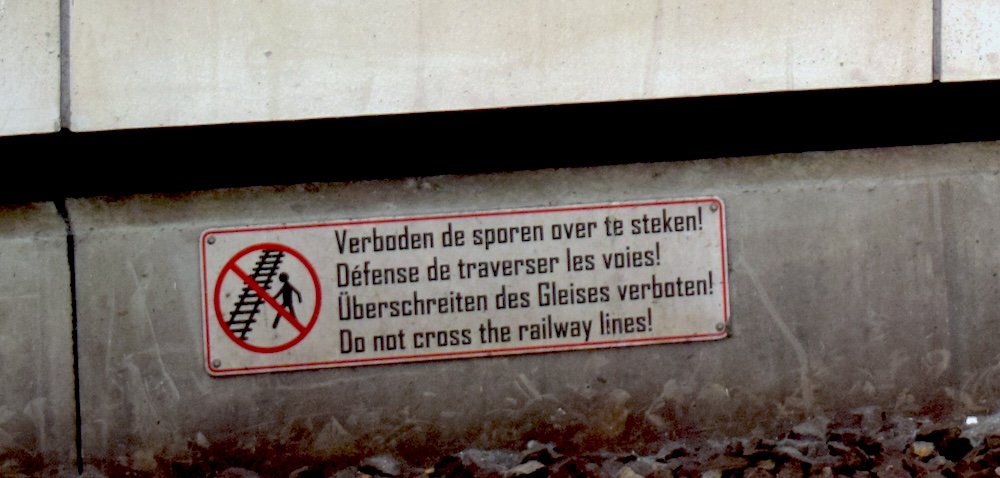 Verboden de sporen over te steken!
Défense de traverser les voies!
Überschreiten des Gleises verboten!
Do not cross the railway lines!